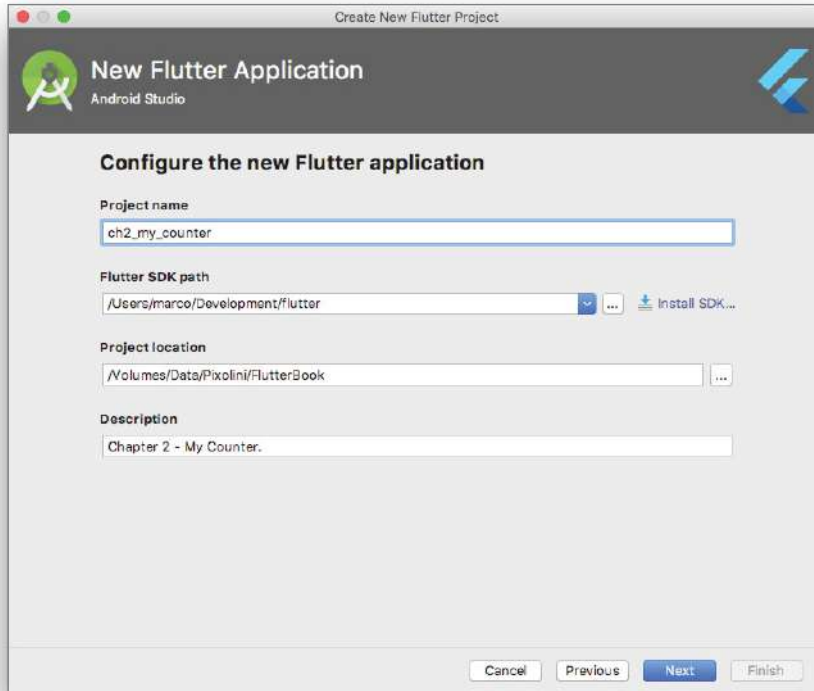 Create New Flutter Project
New Flutter Application
Android Studio
Configure the new Flutter application
Project name
ch2_my_counter
Flutter SDK path
/Users/marco/Development/flutter
... Install SDK...
Project location
/Volumes/Data/Pixolini/FlutterBook
...
Description
Chapter 2 - My Counter.
Cancel Previous Next Finish